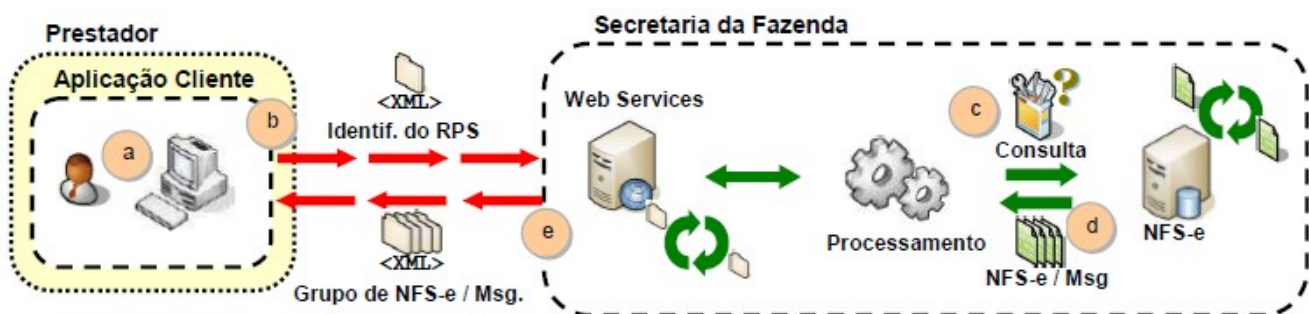 Prestador
Aplicação Cliente
a
b
<XML>
Identif. do RPS
<XML>
Grupo de NFS-e / Msg.
Secretaria da Fazenda
Web Services
e
Processamento
c
?
Consulta
d
NFS-e / Msg
NFS-e